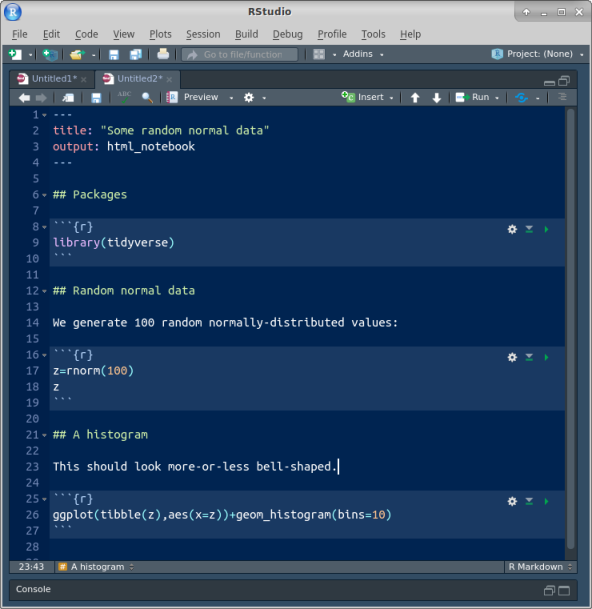 RStudio
File Edit Code View Plots Session Build Debug Profile Tools Help
Go to file/function Addins Project: (None)
Untitled1* Untitled2*
ABC Preview Insert Run
1 ---
2 title: "Some random normal data"
3 output: html_notebook
4 ---
5
6 ## Packages
7
8 ```{r}
9 library(tidyverse)
10 ```
11
12 ## Random normal data
13
14 We generate 100 random normally-distributed values:
15
16 ```{r}
17 z=rnorm(100)
18 z
19 ```
20
21 ## A histogram
22
23 This should look more-or-less bell-shaped.
24
25 ```{r}
26 ggplot(tibble(z),aes(x=z))+geom_histogram(bins=10)
27 ```
28
23:43 # A histogram R Markdown
Console